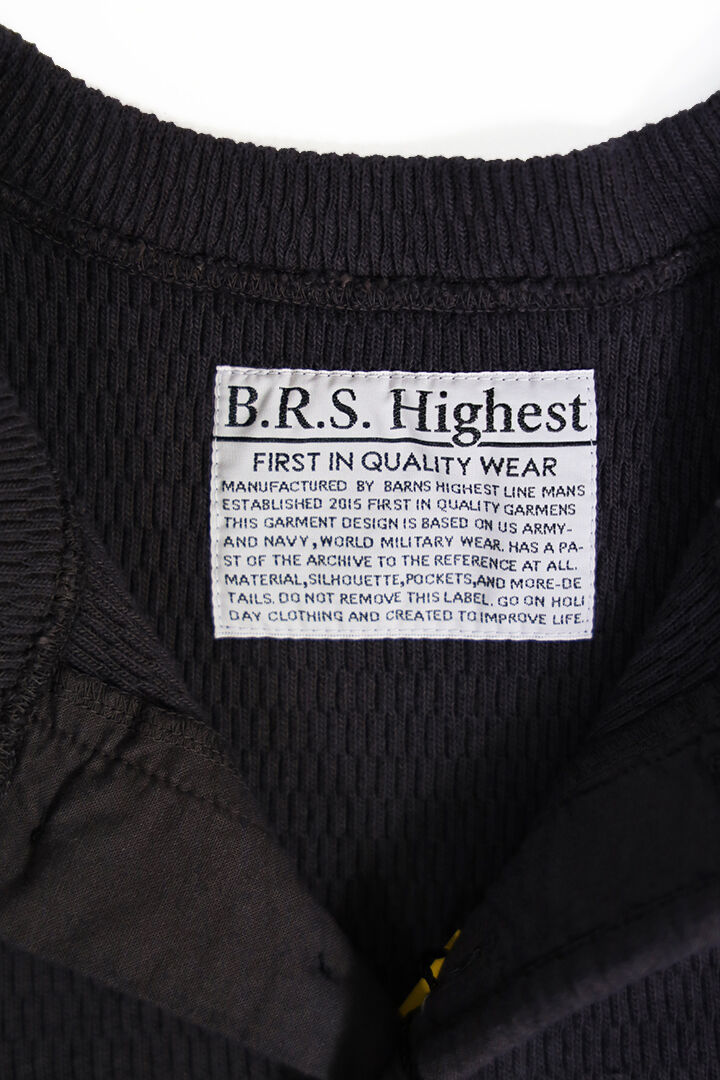 B.R.S. Highest
FIRST IN QUALITY WEAR
MANUFACTURED BY BARNS HIGHEST LINE MANS
ESTABLISHED 2015 FIRST IN QUALITY GARMENS
THIS GARMENT DESIGN IS BASED ON US ARMY-
AND NAVY, WORLD MILITARY WEAR. HAS A PA-
ST OF THE ARCHIVE TO THE REFERENCE AT ALL.
MATERIAL,SILHOUETTE,POCKETS,AND MORE-DE
TAILS. DO NOT REMOVE THIS LABEL. GO ON HOLI
DAY CLOTHING AND CREATED TO IMPROVE LIFE..